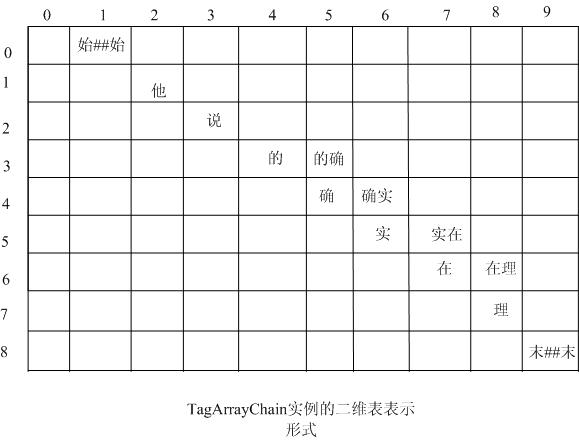 0 1 2 3 4 5 6 7 8 9
0 始##始
1 他
2 说
3 的 的确
4 确 确实
5 实 实在
6 在 在理
7 理
8 末##末
TagArrayChain实例的二维表表示
形式